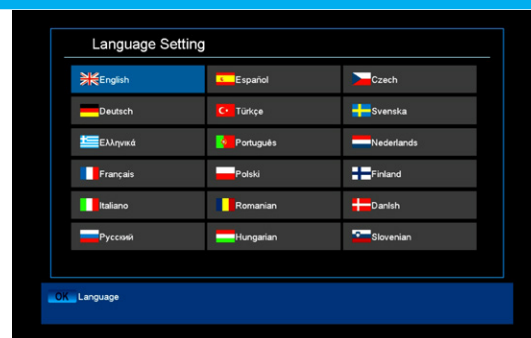 Language Setting
English Español Czech
Deutsch Türkçe Svenska
Ελληνικά Português Nederlands
Français Polski Finland
Italiano Romanian Danish
Русский Hungarian Slovenian
OK Language